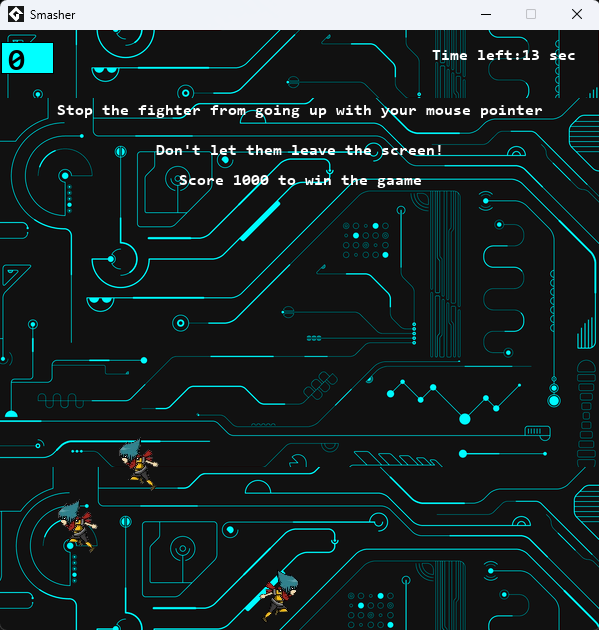 Smasher
0
Time left:13 sec
Stop the fighter from going up with your mouse pointer
Don't let them leave the screen!
Score 1000 to win the gaame